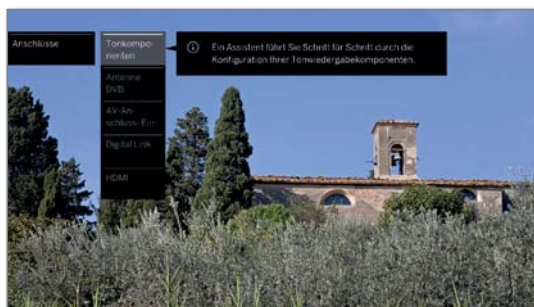 Anschlüsse
Tonkompo-
nenten
Ein Assistent führt Sie Schritt für Schritt durch die
Konfiguration Ihrer Tonwiedergabekomponenten.
Antenne
DVB
AV-An-
schluss-Ein-
Digital Link
HDMI